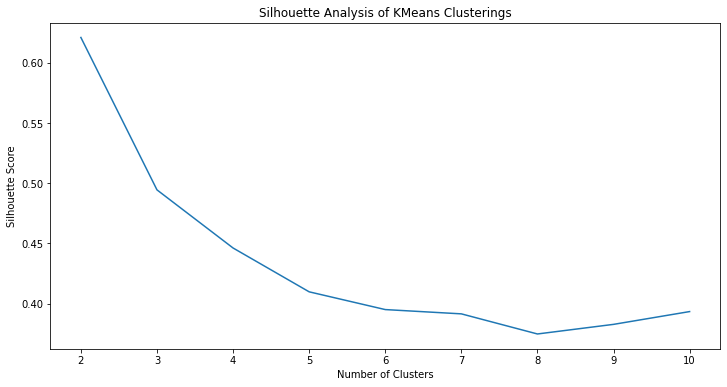 Silhouette Analysis of KMeans Clusterings
Silhouette Score
0.60
0.55
0.50
0.45
0.40
2 3 4 5 6 7 8 9 10
Number of Clusters